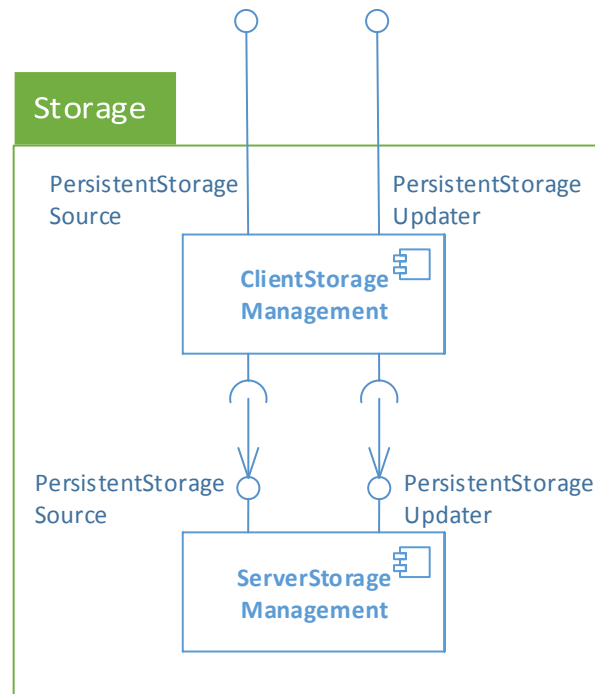 Storage
PersistentStorage
Source
PersistentStorage
Updater
ClientStorage
Management
PersistentStorage
Source
PersistentStorage
Updater
ServerStorage
Management